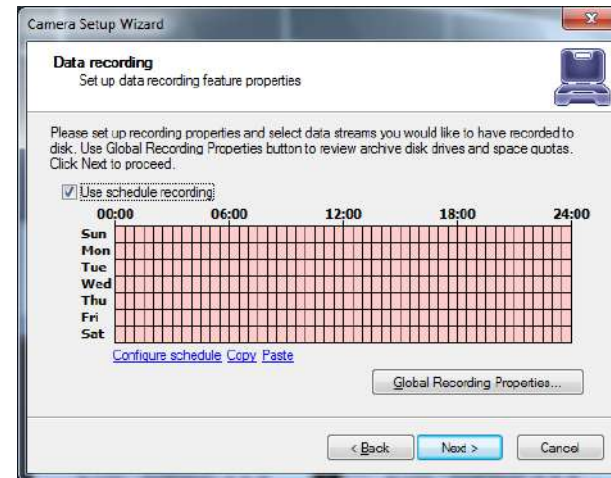 Camera Setup Wizard
Data recording
Set up data recording feature properties
Please set up recording properties and select data streams you would like to have recorded to
disk. Use Global Recording Properties button to review archive disk drives and space quotas.
Click Next to proceed.
Use schedule recording
00:00 06:00 12:00 18:00 24:00
Sun
Mon
Tue
Wed
Thu
Fri
Sat
Configure schedule Copy Paste
Global Recording Properties...
< Back Next > Cancel